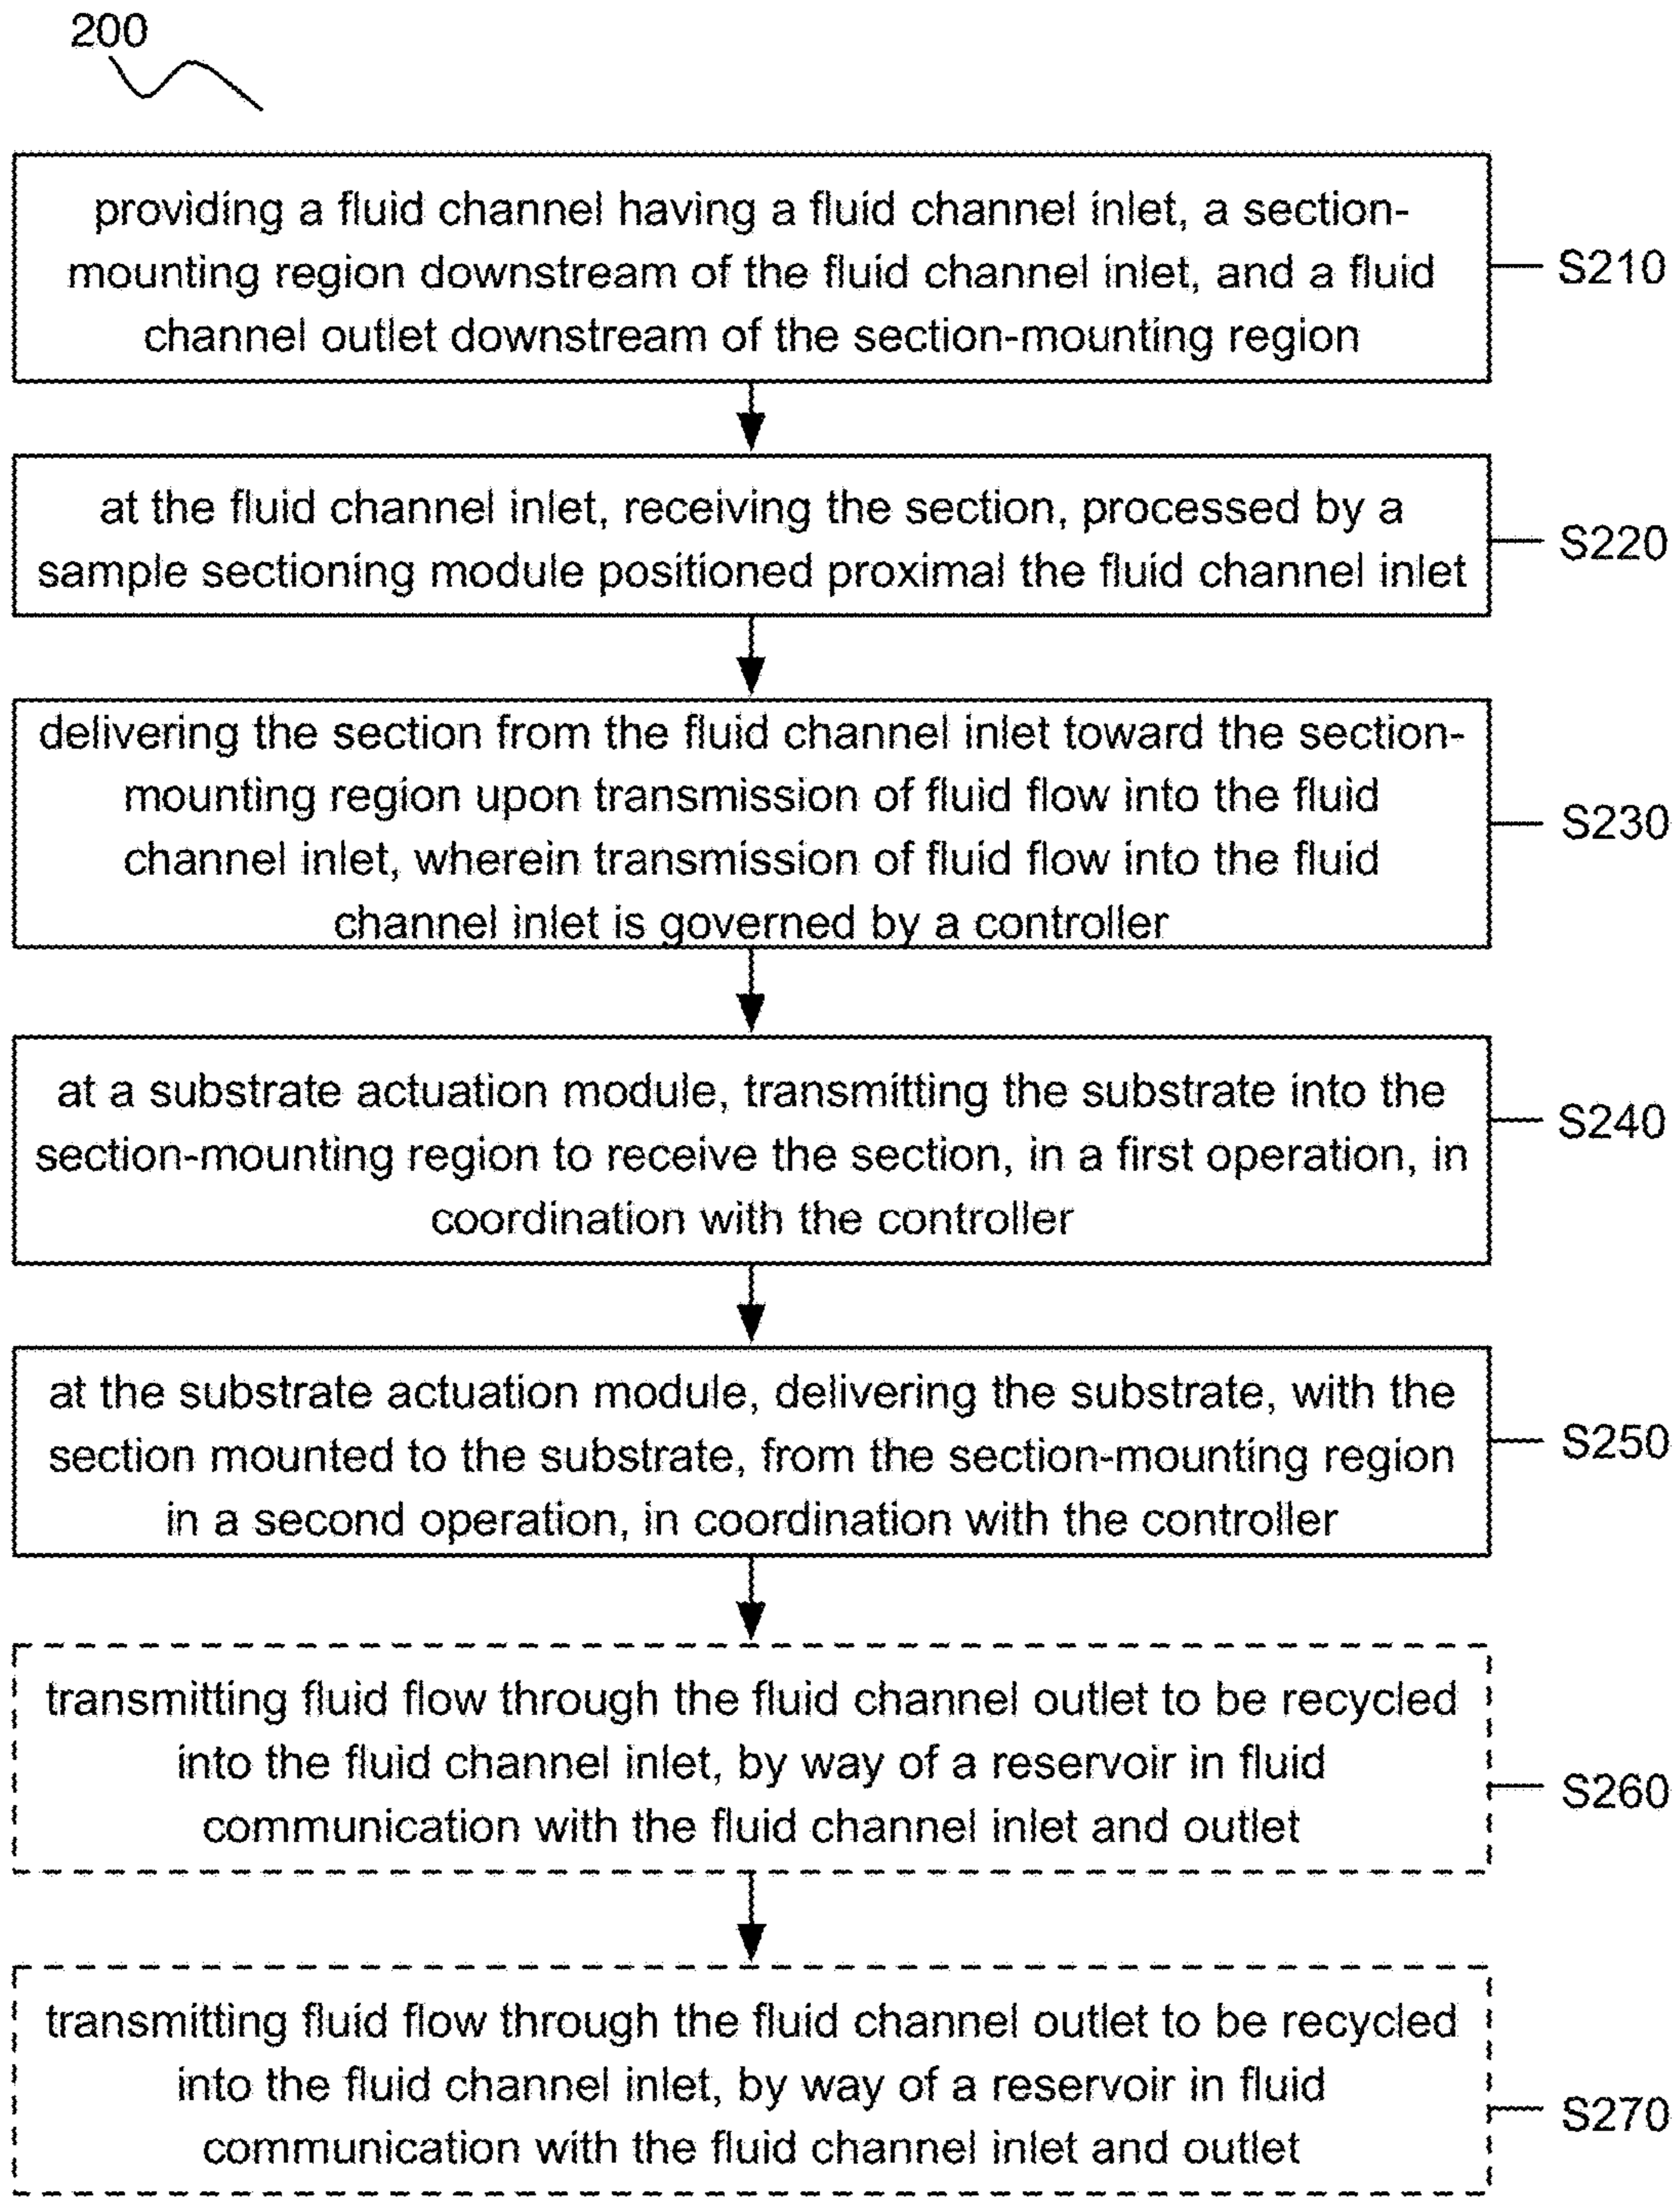 200
providing a fluid channel having a fluid channel inlet, a section-
mounting region downstream of the fluid channel inlet, and a fluid
channel outlet downstream of the section-mounting region
S210
at the fluid channel inlet, receiving the section, processed by a
sample sectioning module positioned proximal the fluid channel inlet
S220
delivering the section from the fluid channel inlet toward the section-
mounting region upon transmission of fluid flow into the fluid
channel inlet, wherein transmission of fluid flow into the fluid
channel inlet is governed by a controller
S230
at a substrate actuation module, transmitting the substrate into the
section-mounting region to receive the section, in a first operation, in
coordination with the controller
S240
at the substrate actuation module, delivering the substrate, with the
section mounted to the substrate, from the section-mounting region
in a second operation, in coordination with the controller
S250
transmitting fluid flow through the fluid channel outlet to be recycled
into the fluid channel inlet, by way of a reservoir in fluid
communication with the fluid channel inlet and outlet
S260
transmitting fluid flow through the fluid channel outlet to be recycled
into the fluid channel inlet, by way of a reservoir in fluid
communication with the fluid channel inlet and outlet
S270